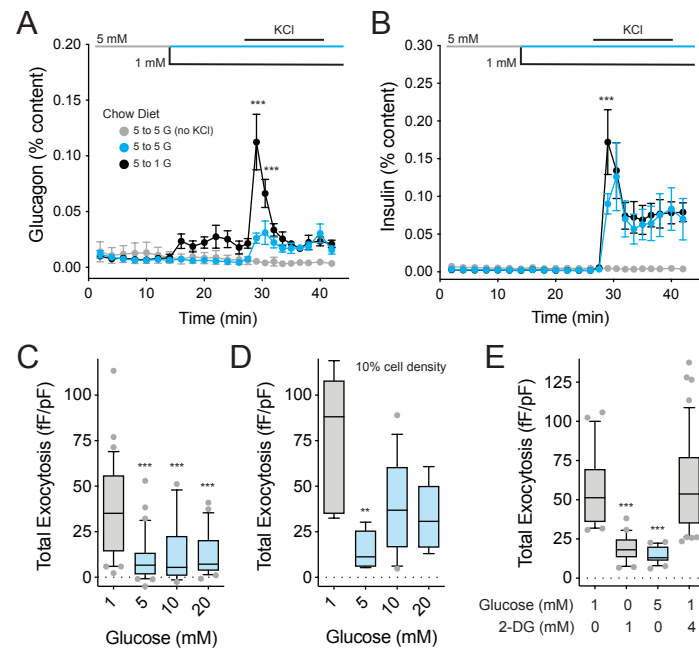 A
5 mM
KCl
1 mM
0.20
0.15
0.10
0.05
0.00
Glucagon (% content)
Chow Diet
5 to 5 G (no KCl)
5 to 5 G
5 to 1 G
***
***
0
10
20
30
40
Time (min)
B
5 mM
KCl
1 mM
0.30
0.25
0.20
0.15
0.10
0.05
0.00
Insulin (% content)
***
0
10
20
30
40
Time (min)
C
100
75
50
25
0
Total Exocytosis (fF/pF)
***
***
***
1
5
10
20
Glucose (mM)
D
10% cell density
100
75
50
25
0
Total Exocytosis (fF/pF)
**
1
5
10
20
Glucose (mM)
E
125
100
75
50
25
0
Total Exocytosis (fF/pF)
***
***
Glucose (mM) 1 0 5 1
2-DG (mM) 0 1 0 4